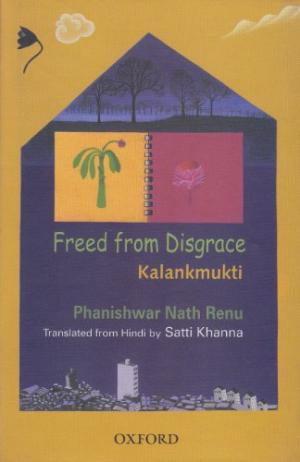 Freed from Disgrace
Kalankmukti
Phanishwar Nath Renu
Translated from Hindi by Satti Khanna
OXFORD